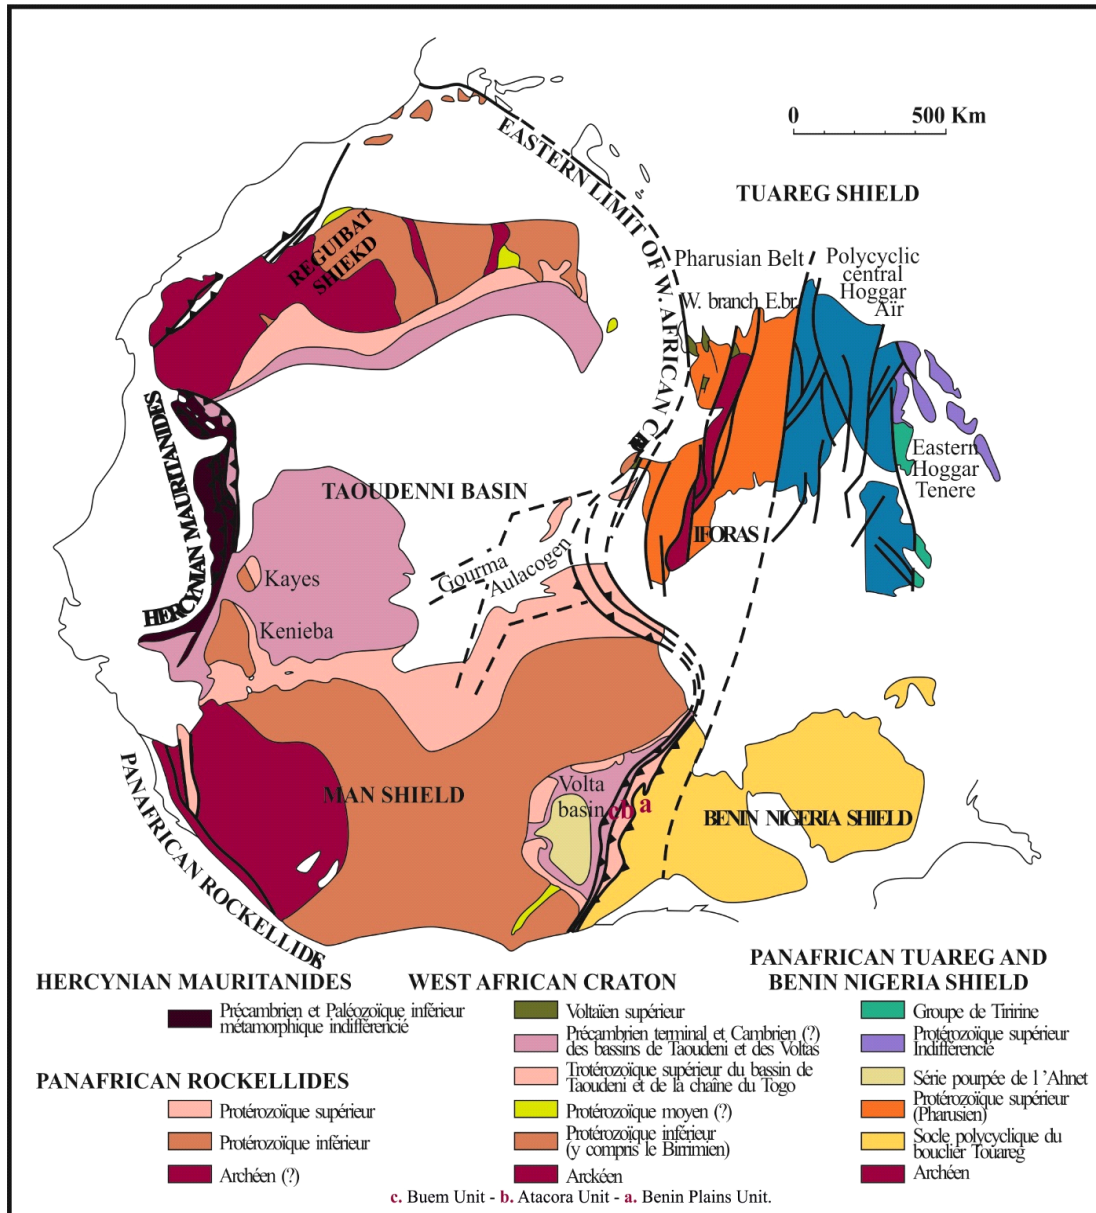 0 500 Km
EASTERN LIMIT OF W. AFRICAN C
TUAREG SHIELD
REGUIBAT
SHIEKD
Pharusian Belt
Polycyclic
central
Hoggar
Aïr
W. branch E.br
HERCYNIAN MAURITANIDES
TAOUDENNI BASIN
Eastern
Hoggar
Tenere
IFORAS
Gourma
Aulacogen
Kayes
Kenieba
PANAFRICAN ROCKELLIDIS
MAN SHIELD
Volta
basin
c b a
BENIN NIGERIA SHIELD
HERCYNIAN MAURITANIDES
Précambrien et Paléozoïque inférieur
métamorphique indifférencié
PANAFRICAN ROCKELLIDES
Protérozoïque supérieur
Protérozoïque inférieur
Archéen (?)
WEST AFRICAN CRATON
Voltaïen supérieur
Précambrien terminal et Cambrien (?)
des bassins de Taoudeni et des Voltas
Trotérozoïque supérieur du bassin de
Taoudeni et de la chaîne du Togo
Protérozoïque moyen (?)
Protérozoïque inférieur
(y compris le Birrimien)
Arckéen
PANAFRICAN TUAREG AND
BENIN NIGERIA SHIELD
Groupe de Tiririne
Protérozoïque supérieur
Indifférencié
Série pourpée de l 'Ahnet
Protérozoïque supérieur
(Pharusien)
Socle polycyclique du
bouclier Touareg
Archéen
c. Buem Unit - b. Atacora Unit - a. Benin Plains Unit.